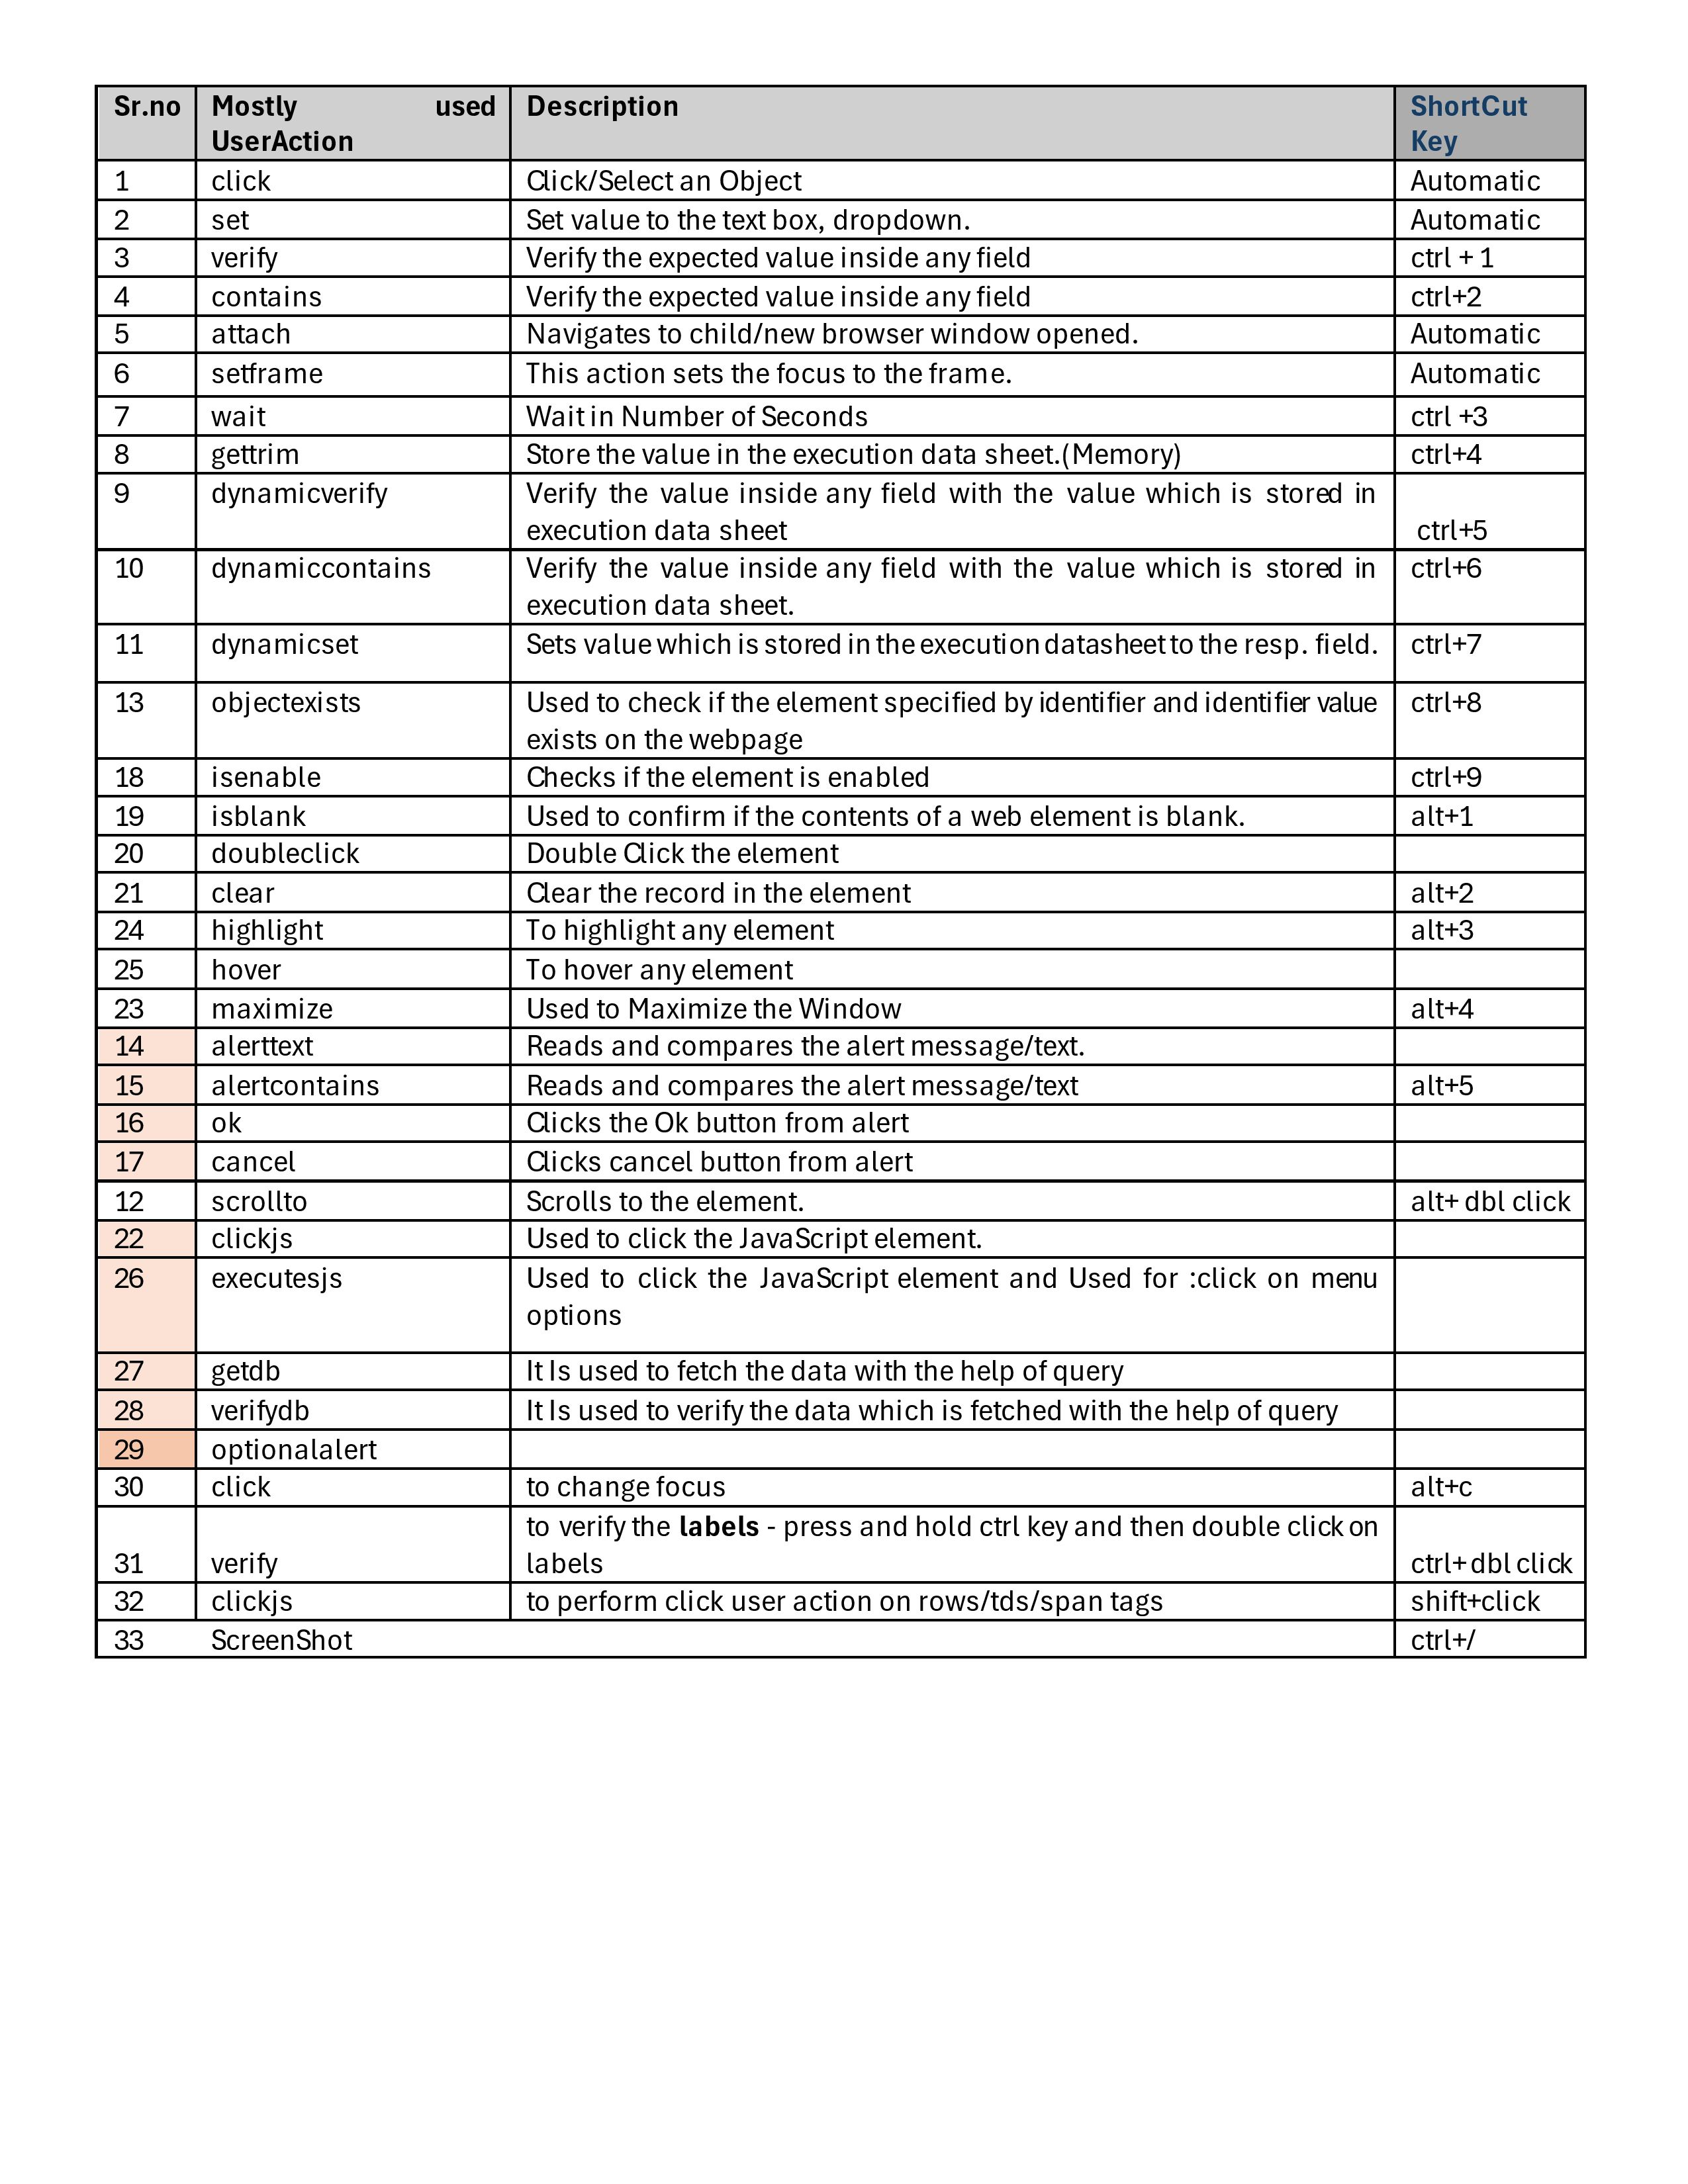 Sr.no Mostly used UserAction Description ShortCut Key
1 click Click/Select an Object Automatic
2 set Set value to the text box, dropdown. Automatic
3 verify Verify the expected value inside any field ctrl + 1
4 contains Verify the expected value inside any field ctrl+2
5 attach Navigates to child/new browser window opened. Automatic
6 setframe This action sets the focus to the frame. Automatic
7 wait Wait in Number of Seconds ctrl +3
8 gettrim Store the value in the execution data sheet.(Memory) ctrl+4
9 dynamicverify Verify the value inside any field with the value which is stored in
execution data sheet ctrl+5
10 dynamiccontains Verify the value inside any field with the value which is stored in ctrl+6
execution data sheet.
11 dynamicset Sets value which is stored in the execution datasheet to the resp. field. ctrl+7
13 objectexists Used to check if the element specified by identifier and identifier value ctrl+8
exists on the webpage
18 isenable Checks if the element is enabled ctrl+9
19 isblank Used to confirm if the contents of a web element is blank. alt+1
20 doubleclick Double Click the element
21 clear Clear the record in the element alt+2
24 highlight To highlight any element alt+3
25 hover To hover any element
23 maximize Used to Maximize the Window alt+4
14 alerttext Reads and compares the alert message/text.
15 alertcontains Reads and compares the alert message/text alt+5
16 ok Clicks the Ok button from alert
17 cancel Clicks cancel button from alert
12 scrollto Scrolls to the element. alt+ dbl click
22 clickjs Used to click the JavaScript element.
26 executesjs Used to click the JavaScript element and Used for :click on menu
options
27 getdb It Is used to fetch the data with the help of query
28 verifydb It Is used to verify the data which is fetched with the help of query
29 optionalalert
30 click to change focus alt+c
to verify the labels - press and hold ctrl key and then double click on
31 verify labels ctrl+ dbl click
32 clickjs to perform click user action on rows/tds/span tags shift+click
33 ScreenShot ctrl+/